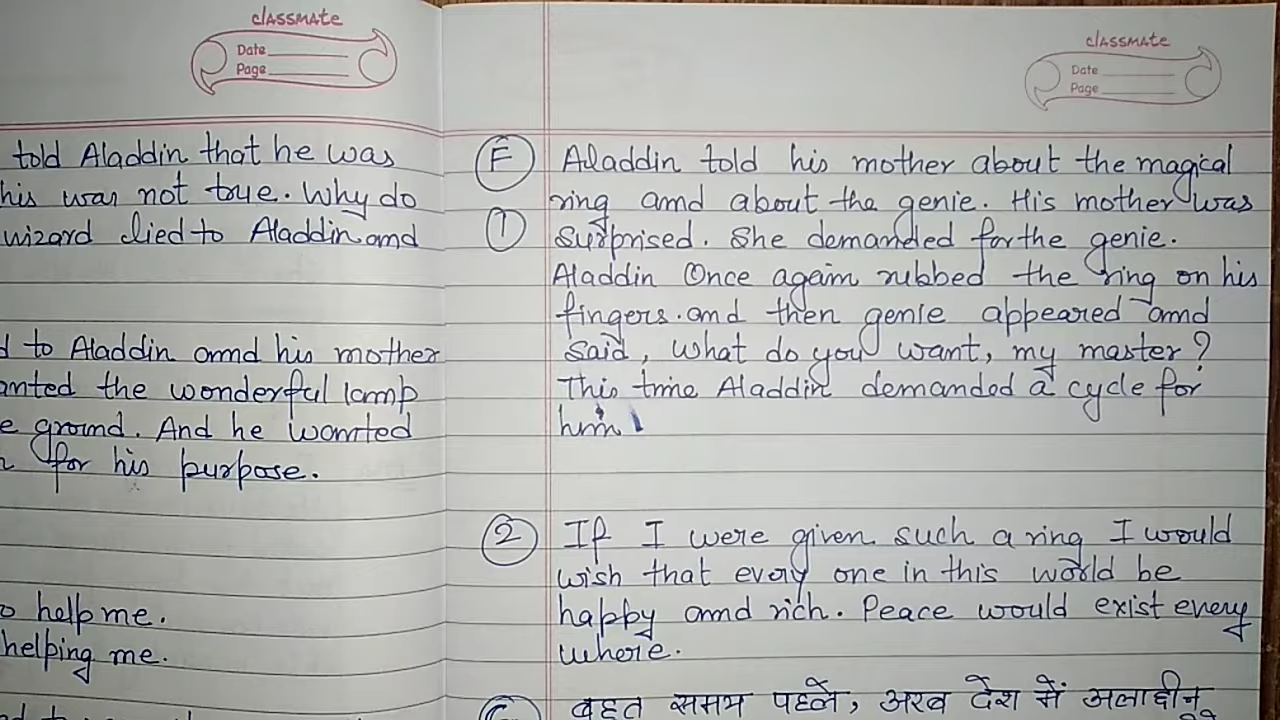 classmate
Date
Page
told Aladdin that he was
his was not true. Why do
wizard lied to Aladdin and
d to Aladdin and his mother
anted the wonderful lamp
e ground. And he wanted
for his purpose.
o help me.
helping me.
classmate
Date
Page
F Aladdin told his mother about the magical
ring and about the genie. His mother was
1 Surprised. She demanded for the genie.
Aladdin Once again rubbed the ring on his
fingers. and then genie appeared and
Said, What do you want, my master?
This time Aladdin demanded a cycle for
him
2 If I were given such a ring I would
wish that every one in this world be
happy and rich. Peace would exist every
where.
बहुत समय पहले, अरब देश में अलाद्दीन